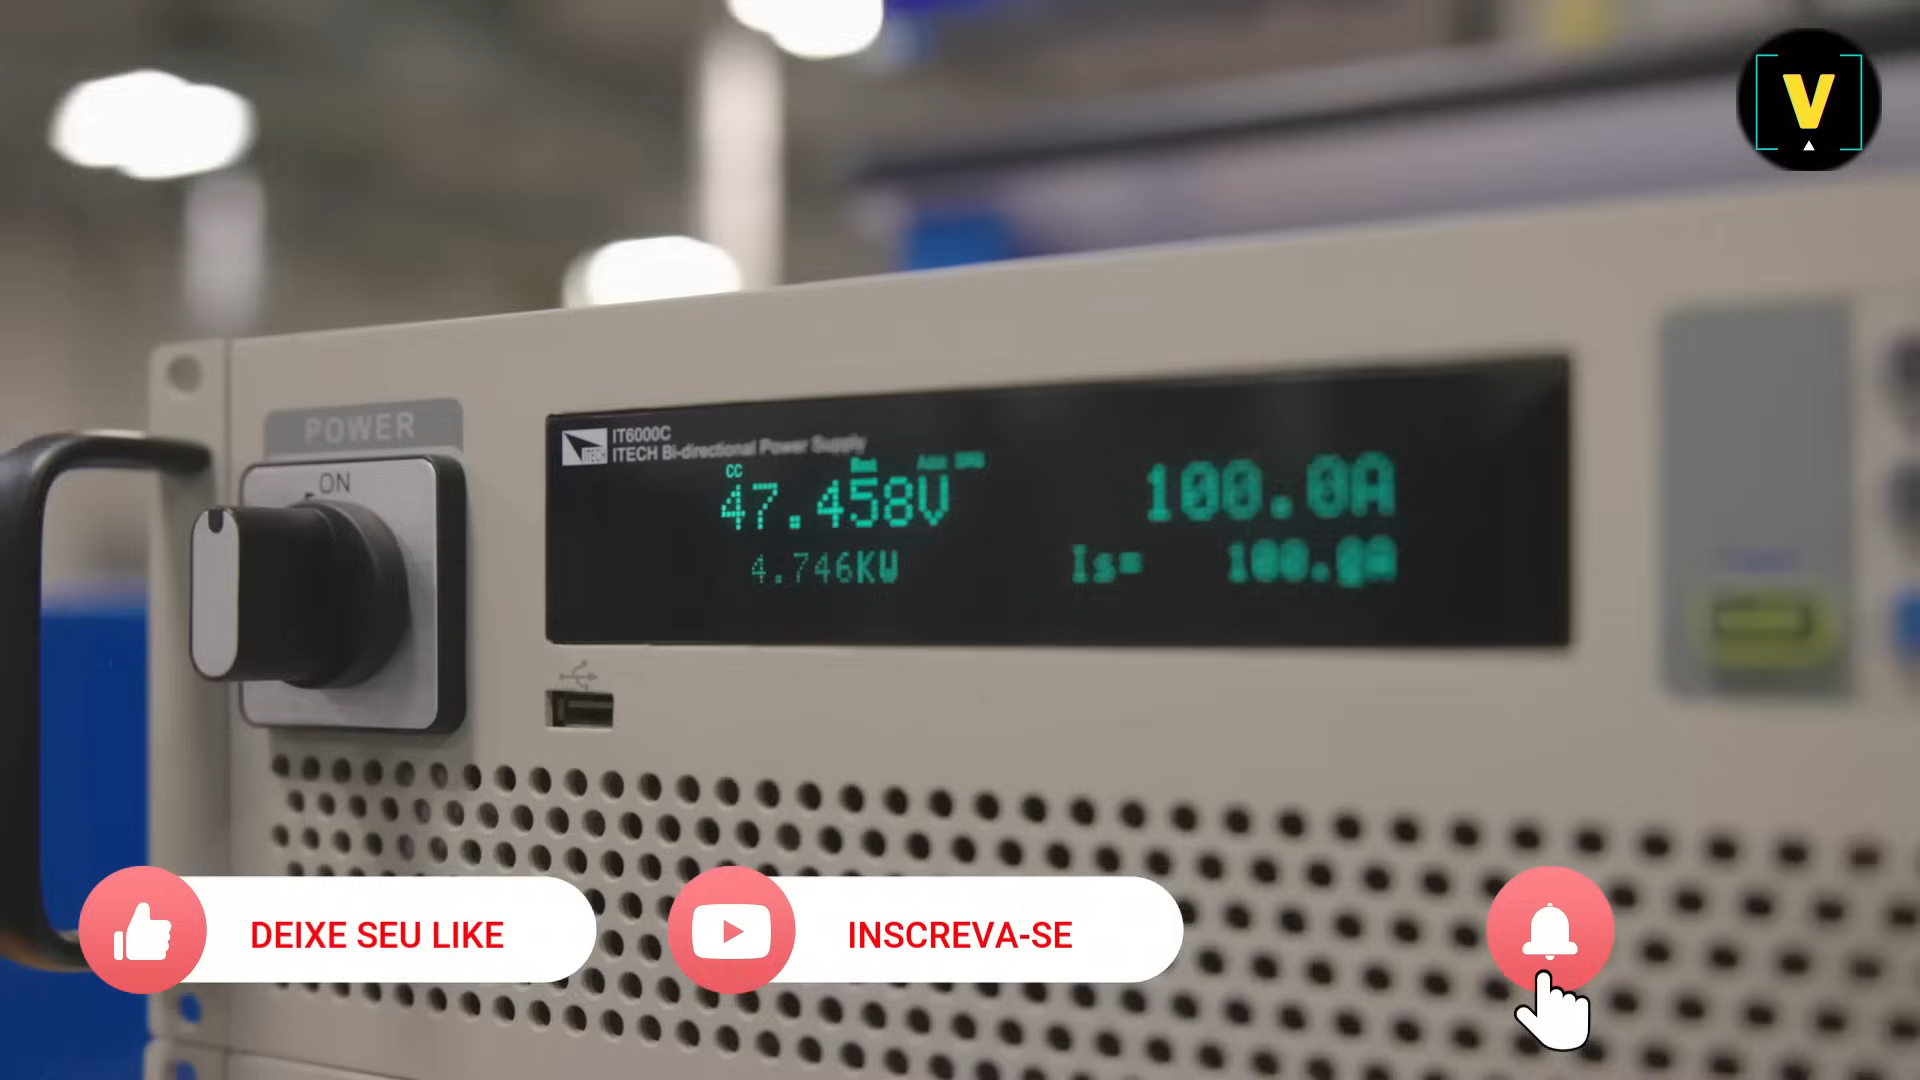 V
POWER
ON
ITECH
IT6000C
ITECH Bi-directional Power Supply
CC
47.458V
100.0A
4.746KW
Is= 100.0A
DEIXE SEU LIKE
INSCREVA-SE